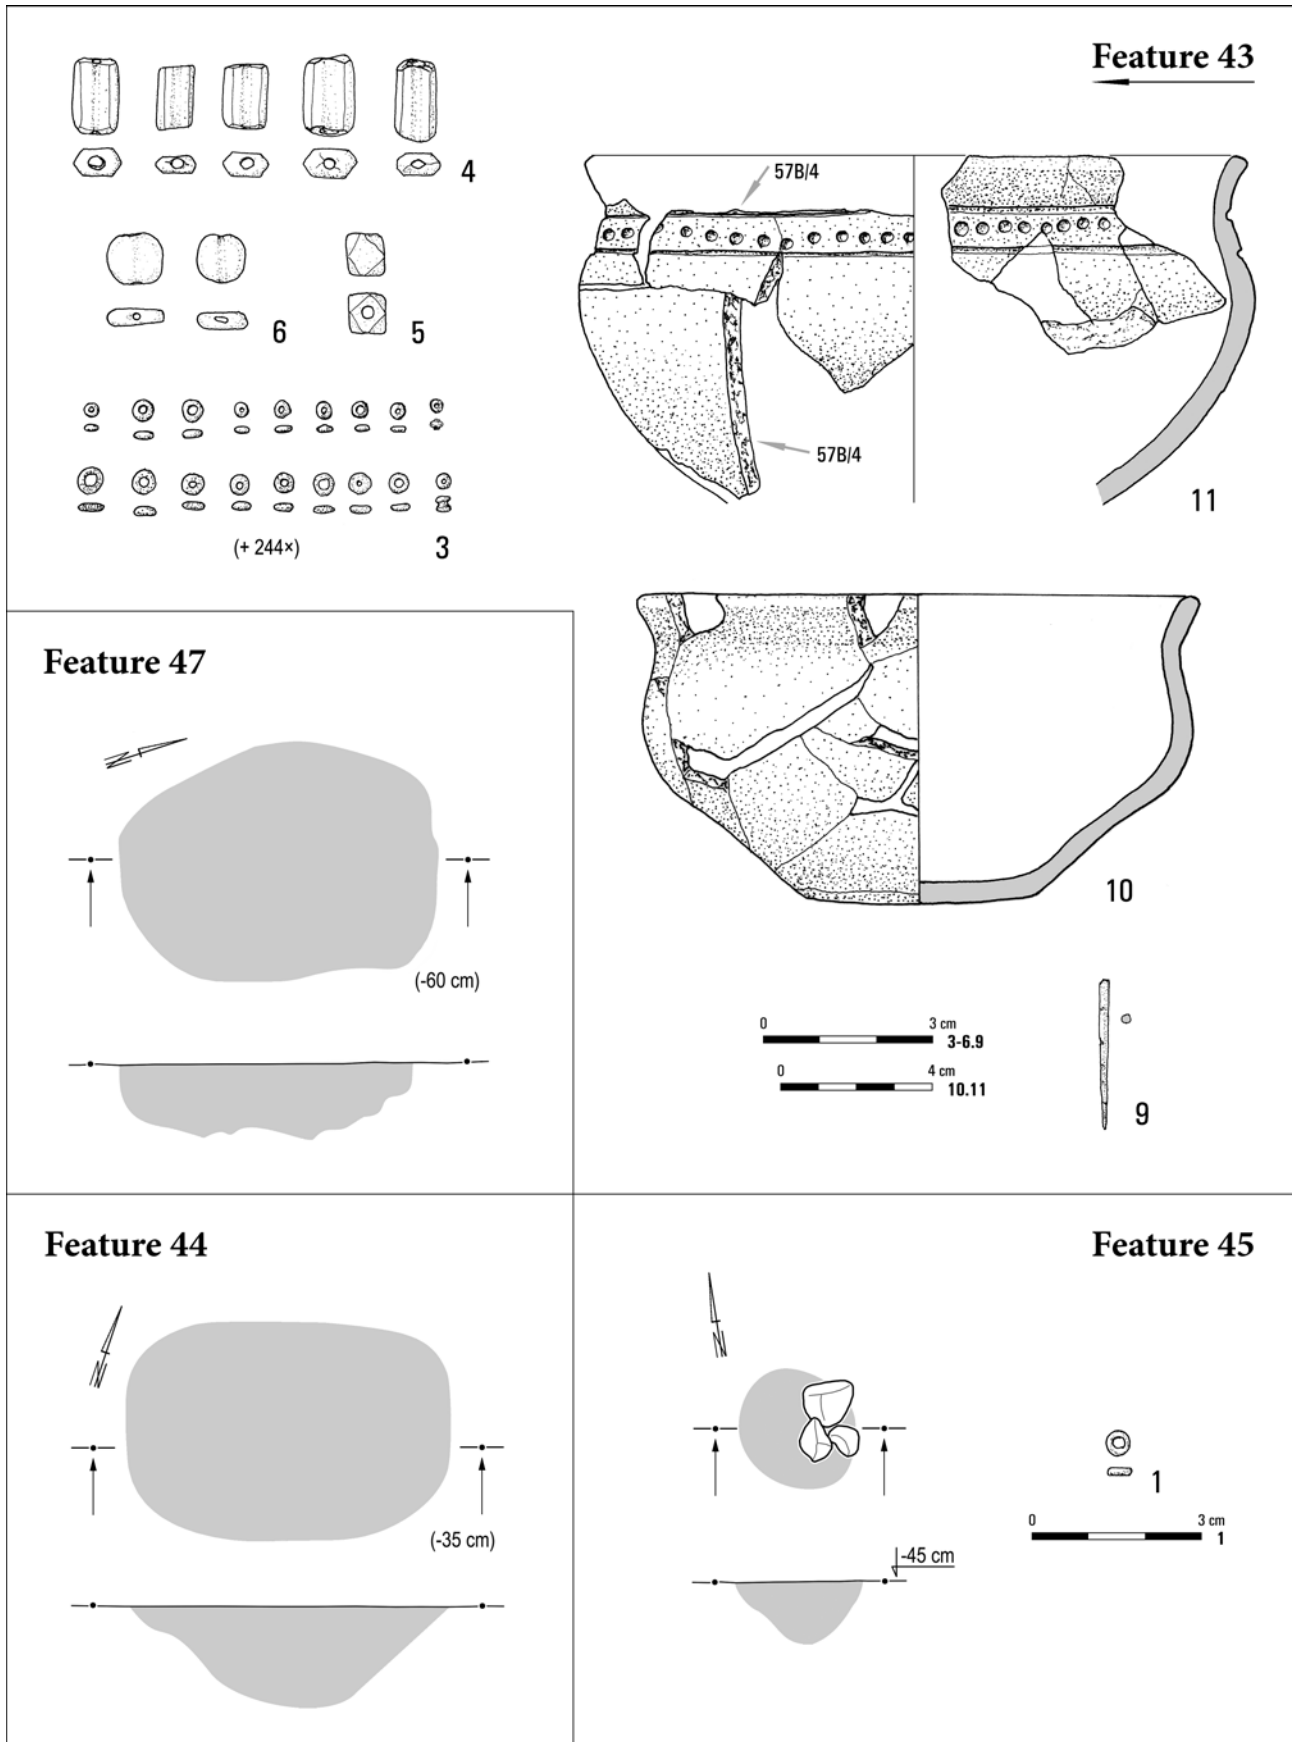 Feature 43
4
6
5
(+ 244×)
3
57B/4
57B/4
11
10
0 3 cm
3-6.9
0 4 cm
10.11
9
Feature 47
N
(-60 cm)
Feature 44
N
(-35 cm)
Feature 45
N
-45 cm
1
0 3 cm
1